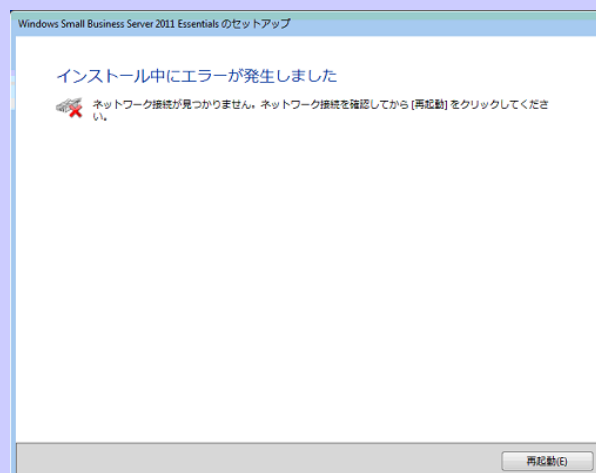 Windows Small Business Server 2011 Essentials のセットアップ
インストール中にエラーが発生しました
ネットワーク接続が見つかりません。ネットワーク接続を確認してから [再起動] をクリックしてくださ
い。
再起動(E)